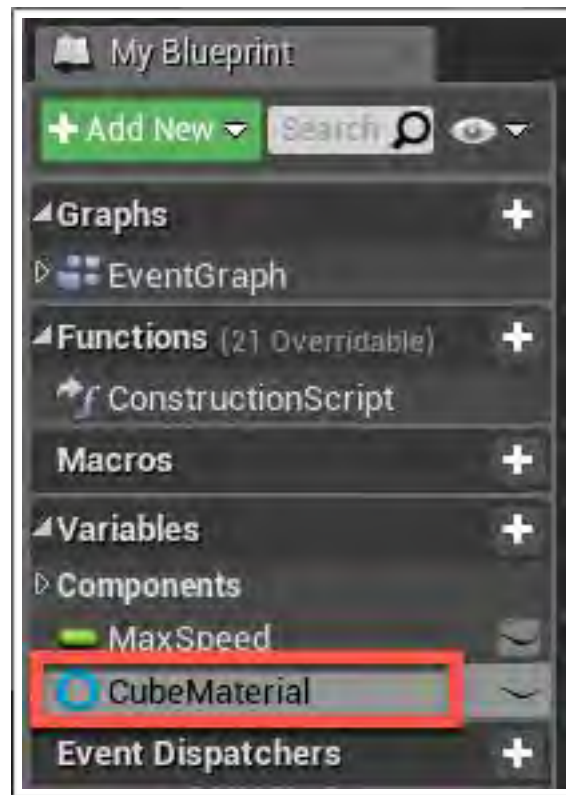 My Blueprint
Add New Search
Graphs
EventGraph
Functions (21 Overridable)
ConstructionScript
Macros
Variables
Components
MaxSpeed
CubeMaterial
Event Dispatchers